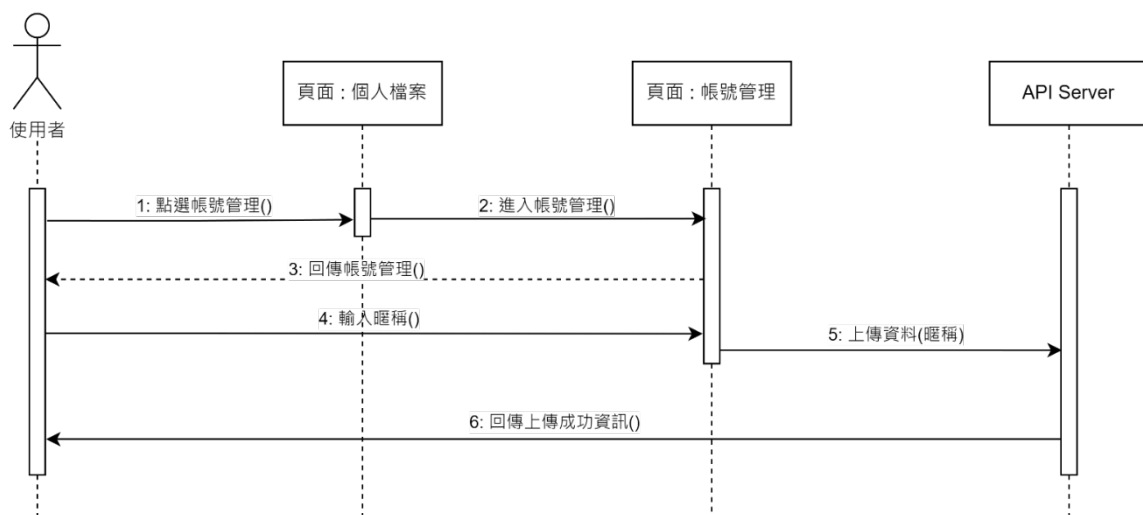 使用者
頁面 : 個人檔案
頁面 : 帳號管理
API Server
1: 點選帳號管理()
2: 進入帳號管理()
3: 回傳帳號管理()
4: 輸入暱稱()
5: 上傳資料(暱稱)
6: 回傳上傳成功資訊()